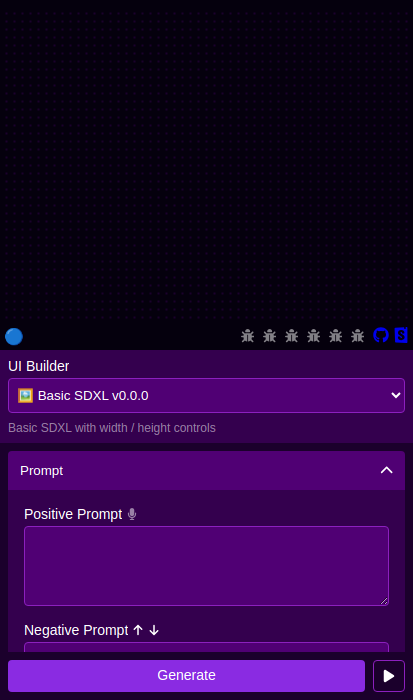 UI Builder
Basic SDXL v0.0.0
Basic SDXL with width / height controls
Prompt
Positive Prompt
Negative Prompt
Generate